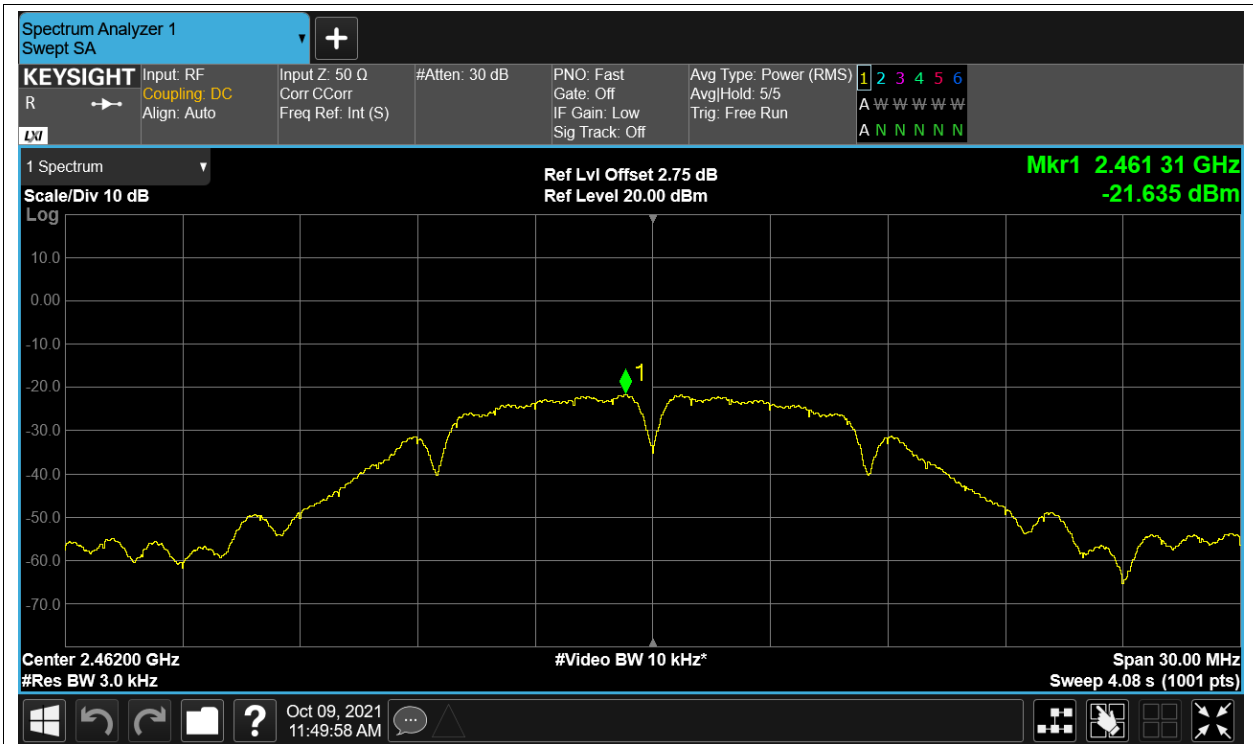 Spectrum Analyzer 1
Swept SA
+
KEYSIGHT
R
LXI
Input: RF
Coupling: DC
Align: Auto
Input Z: 50 Ω
Corr CCorr
Freq Ref: Int (S)
#Atten: 30 dB
PNO: Fast
Gate: Off
IF Gain: Low
Sig Track: Off
Avg Type: Power (RMS)
Avg|Hold: 5/5
Trig: Free Run
1 2 3 4 5 6
A W W W W W
A N N N N N
1 Spectrum
Scale/Div 10 dB
Log
Ref Lvl Offset 2.75 dB
Ref Level 20.00 dBm
Mkr1 2.461 31 GHz
-21.635 dBm
10.0
0.00
-10.0
-20.0
-30.0
-40.0
-50.0
-60.0
-70.0
1
Center 2.46200 GHz
#Res BW 3.0 kHz
#Video BW 10 kHz*
Span 30.00 MHz
Sweep 4.08 s (1001 pts)
?
Oct 09, 2021
11:49:58 AM